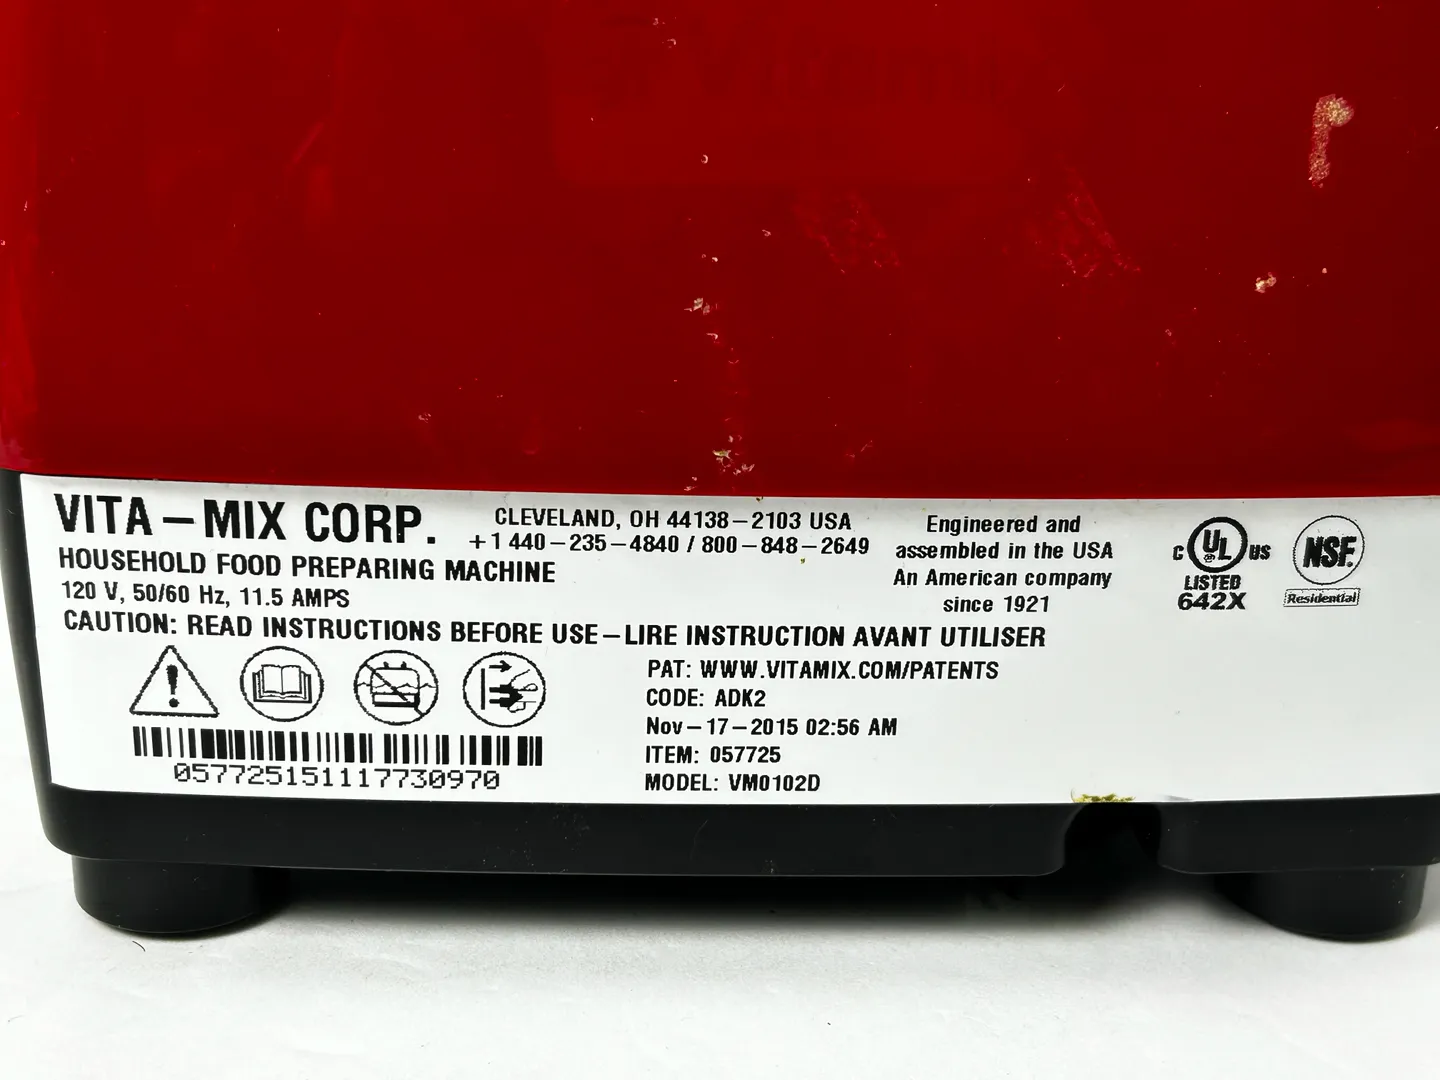 VITA-MIX CORP.
HOUSEHOLD FOOD PREPARING MACHINE
120 V, 50/60 Hz, 11.5 AMPS
CLEVELAND, OH 44138-2103 USA
+1 440-235-4840 / 800-848-2649
Engineered and
assembled in the USA
An American company
since 1921
C UL US
LISTED
642X
NSF.
Residential
CAUTION: READ INSTRUCTIONS BEFORE USE-LIRE INSTRUCTION AVANT UTILISER
057725151117730970
PAT: WWW.VITAMIX.COM/PATENTS
CODE: ADK2
Nov-17-2015 02:56 AM
ITEM: 057725
MODEL: VM0102D